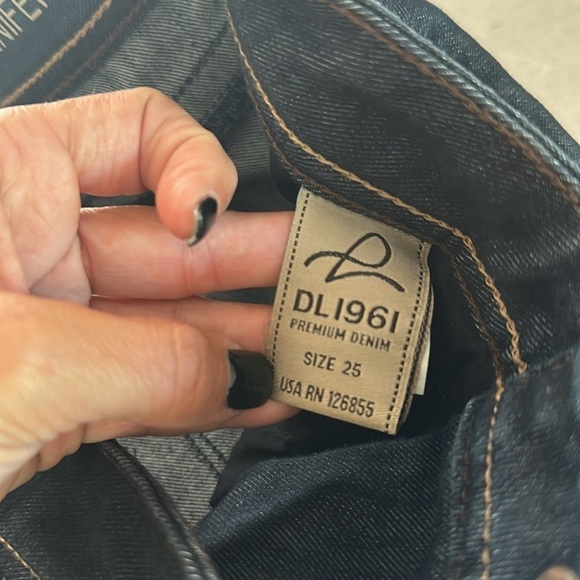 DL1961
PREMIUM DENIM
SIZE 25
USA RN 126855